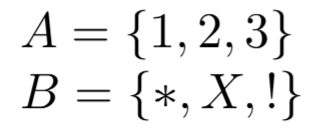 A = {1, 2, 3}
B = {*, X, !}